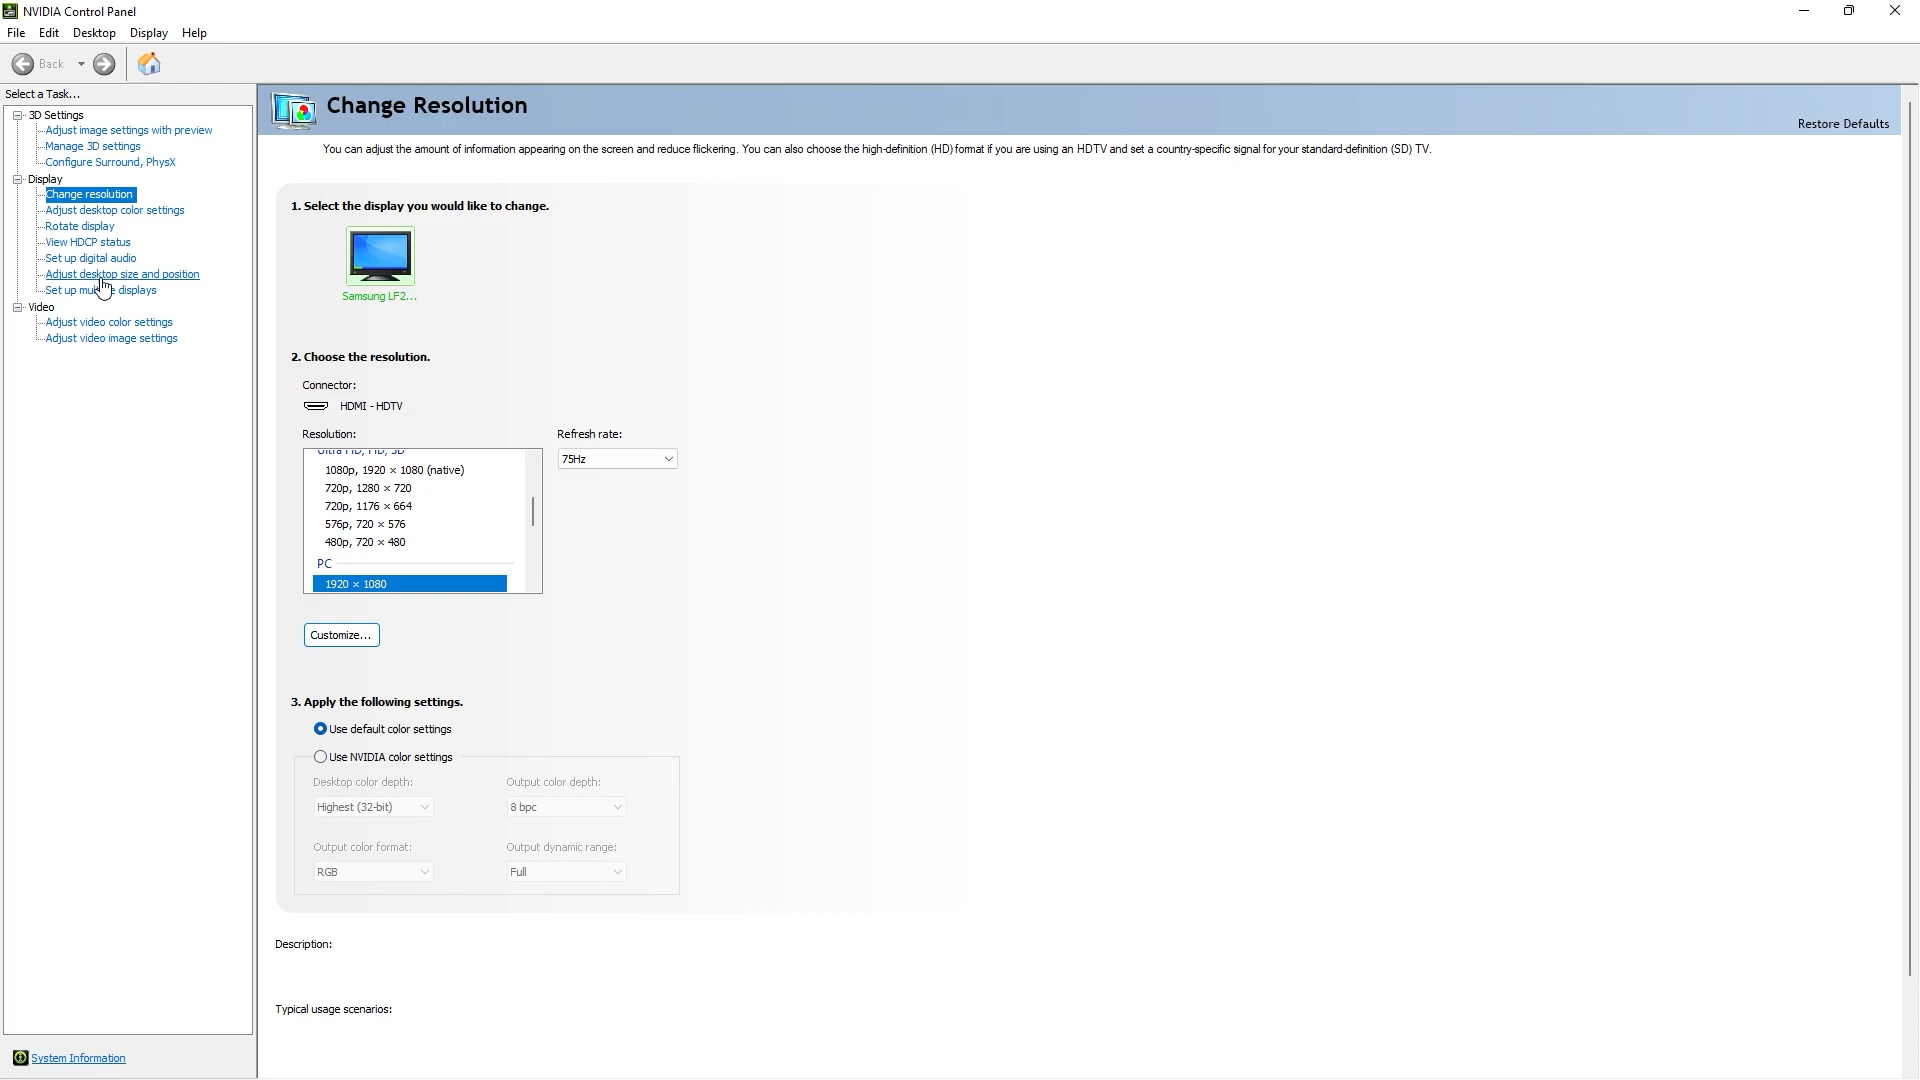 NVIDIA Control Panel
File Edit Desktop Display Help
Back
Select a Task...
3D Settings
Adjust image settings with preview
Manage 3D settings
Configure Surround, PhysX
Display
Change resolution
Adjust desktop color settings
Rotate display
View HDCP status
Set up digital audio
Adjust desktop size and position
Set up displays
Video
Adjust video color settings
Adjust video image settings
System Information
Change Resolution
Restore Defaults
You can adjust the amount of information appearing on the screen and reduce flickering. You can also choose the high-definition (HD) format if you are using an HDTV and set a country-specific signal for your standard-definition (SD) TV.
1. Select the display you would like to change.
Samsung LF2...
2. Choose the resolution.
Connector:
HDMI - HDTV
Resolution: Refresh rate:
75Hz
Ultra HD, HD, SD
1080p, 1920 × 1080 (native)
720p, 1280 × 720
720p, 1176 × 664
576p, 720 × 576
480p, 720 × 480
PC
1920 × 1080
Customize...
3. Apply the following settings.
Use default color settings
Use NVIDIA color settings
Desktop color depth: Output color depth:
Highest (32-bit) 8 bpc
Output color format: Output dynamic range:
RGB Full
Description:
Typical usage scenarios: